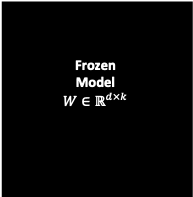 Frozen
Model
W ∈ ℝ^{d×k}